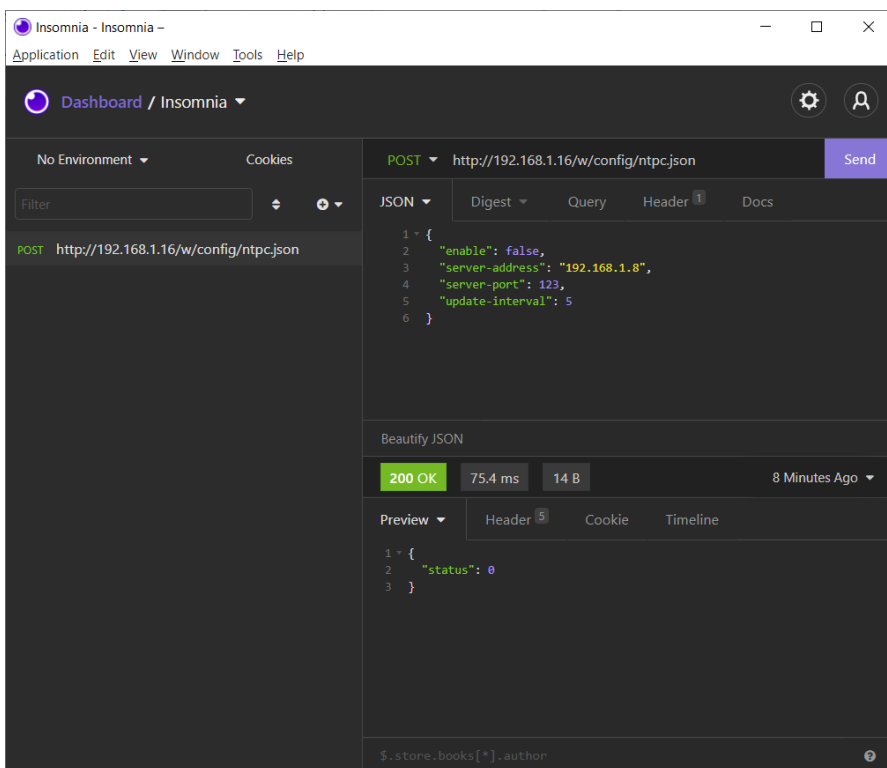 Insomnia - Insomnia –
Application Edit View Window Tools Help
Dashboard / Insomnia
No Environment Cookies
POST http://192.168.1.16/w/config/ntpc.json Send
Filter
JSON Digest Query Header 1 Docs
POST http://192.168.1.16/w/config/ntpc.json
1 {
2 "enable": false,
3 "server-address": "192.168.1.8",
4 "server-port": 123,
5 "update-interval": 5
6 }
Beautify JSON
200 OK 75.4 ms 14 B 8 Minutes Ago
Preview Header 5 Cookie Timeline
1 {
2 "status": 0
3 }
$.store.books[*].author